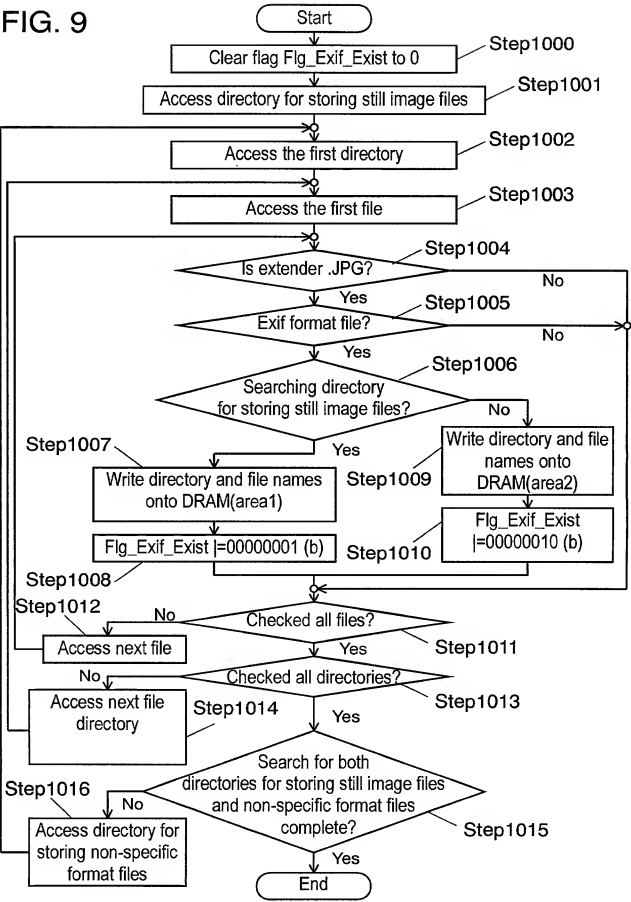 FIG. 9
Start
Clear flag Flg_Exif_Exist to 0
Step1000
Access directory for storing still image files
Step1001
Access the first directory
Step1002
Access the first file
Step1003
Is extender .JPG?
Step1004
No
Yes
Exif format file?
Step1005
No
Yes
Searching directory
for storing still image files?
Step1006
No
Yes
Step1007
Write directory and file names
onto DRAM(area1)
Step1009
Write directory and file
names onto
DRAM(area2)
Flg_Exif_Exist |=00000001 (b)
Step1008
Flg_Exif_Exist
|=00000010 (b)
Step1010
Checked all files?
Step1011
No
Yes
Step1012
Access next file
Checked all directories?
Step1013
No
Yes
Access next file
directory
Step1014
Search for both
directories for storing still image files
and non-specific format files
complete?
Step1015
No
Yes
Step1016
Access directory for
storing non-specific
format files
End